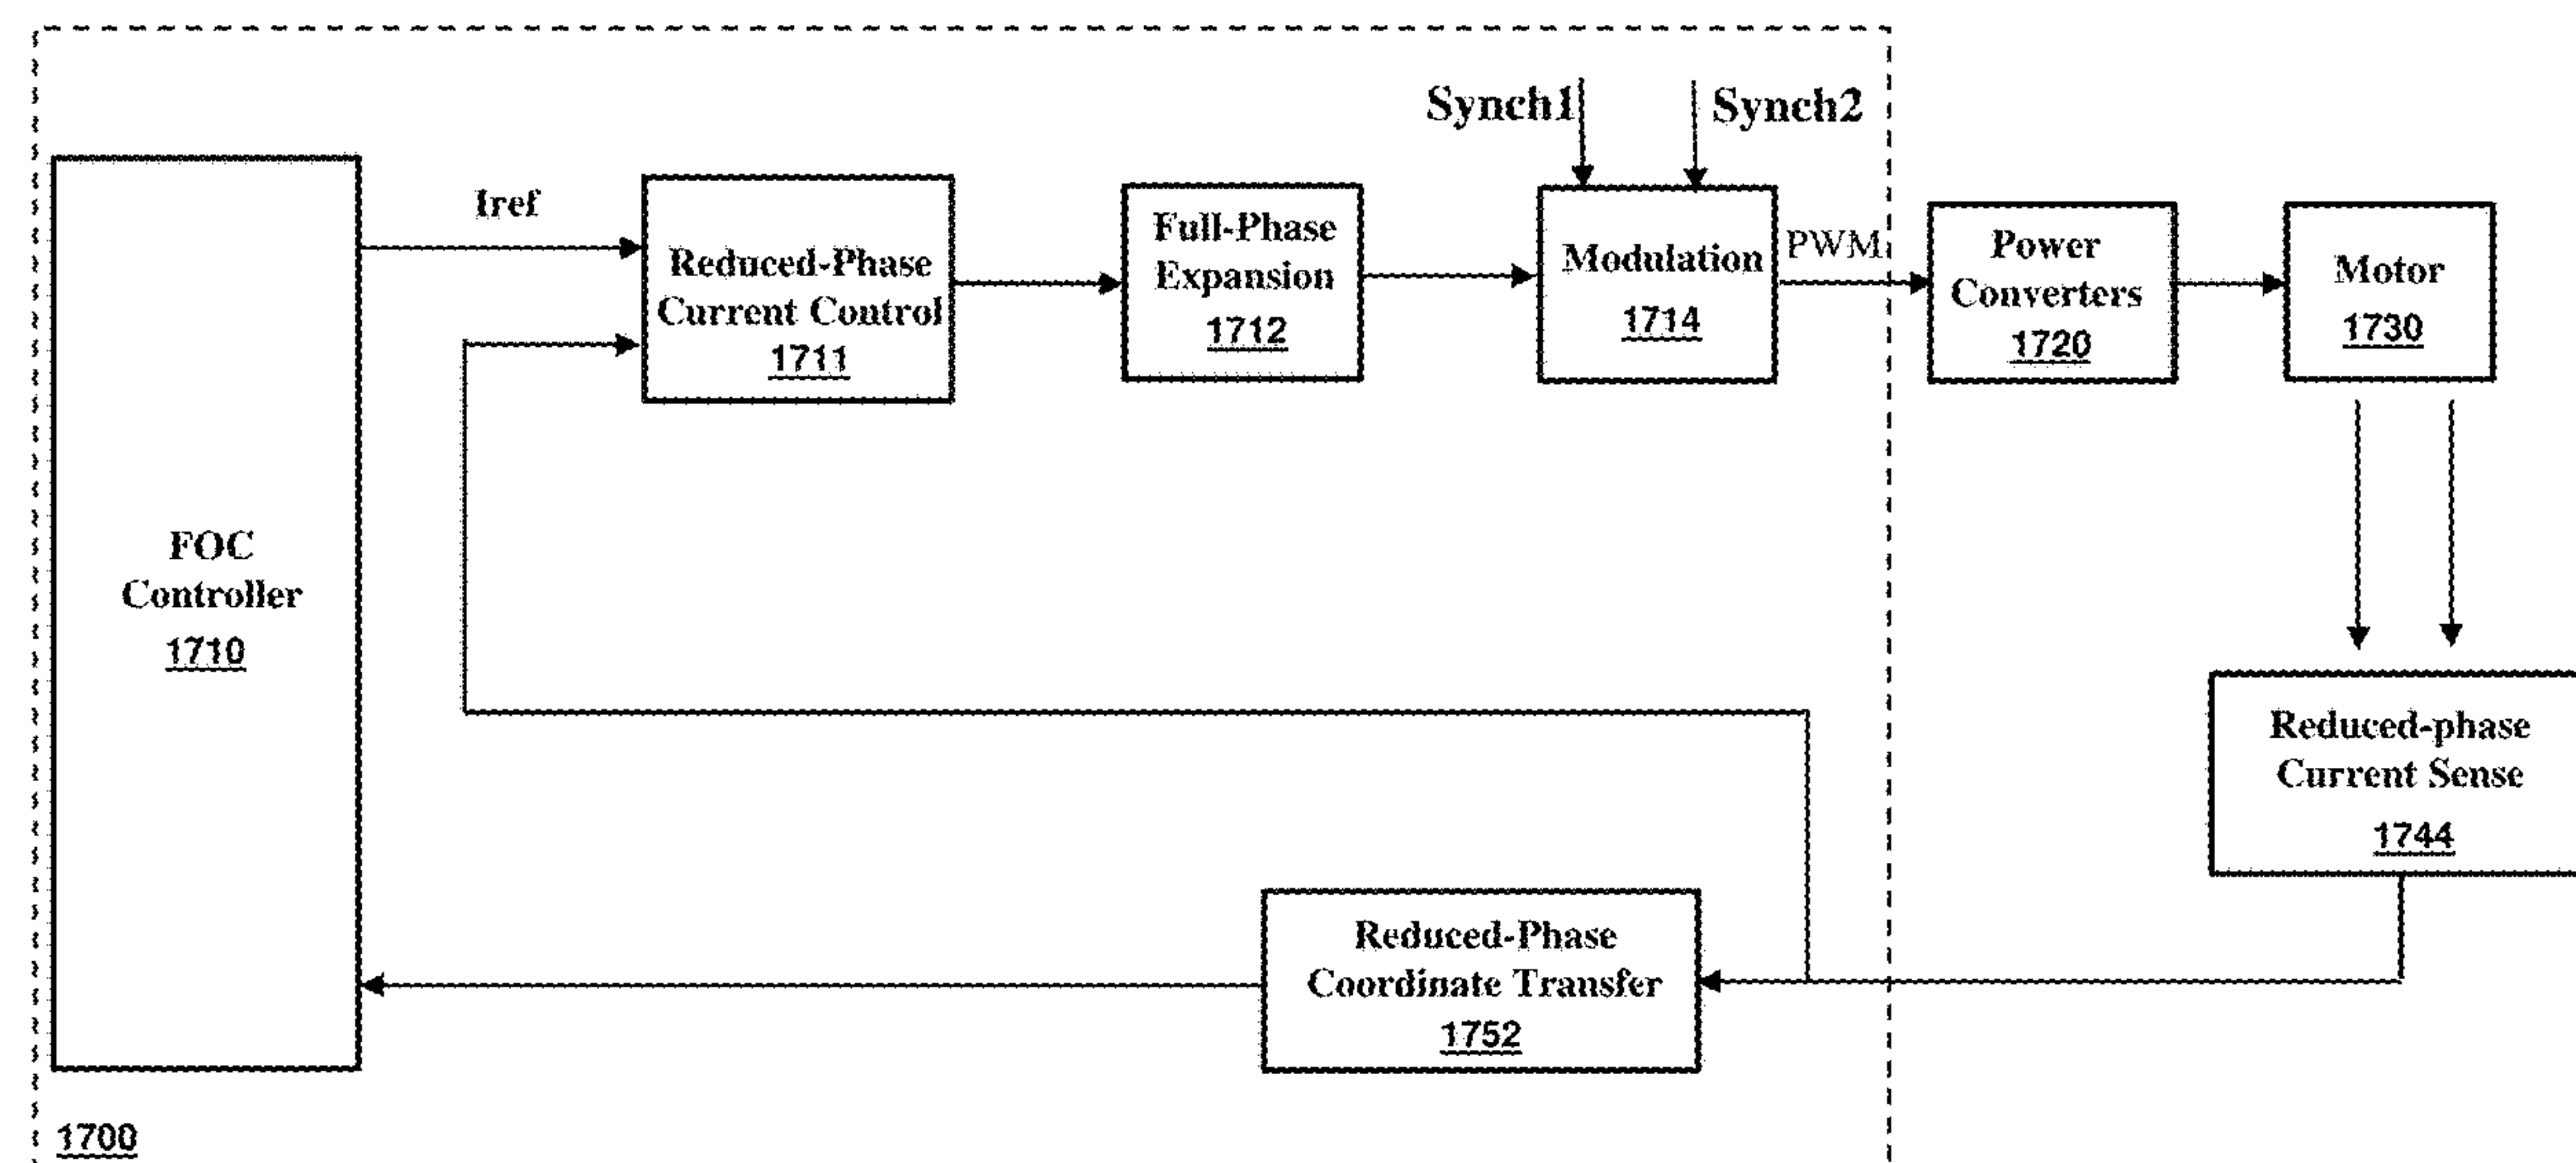 Synch1
Synch2
Iref
Reduced-Phase
Current Control
1711
Full-Phase
Expansion
1712
Modulation
1714
PWM
Power
Converters
1720
Motor
1730
FOC
Controller
1710
Reduced-phase
Current Sense
1744
Reduced-Phase
Coordinate Transfer
1752
1700